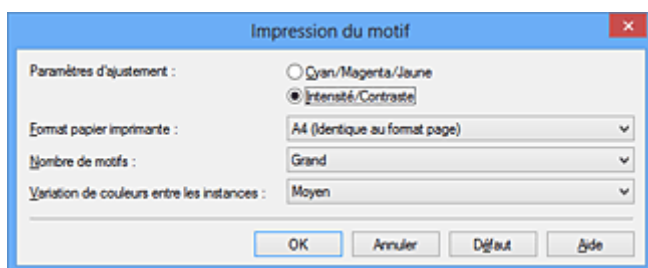 Impression du motif
Paramètres d'ajustement :
Cyan/Magenta/Jaune
Intensité/Contraste
Format papier imprimante : A4 (Identique au format page)
Nombre de motifs : Grand
Variation de couleurs entre les instances : Moyen
OK Annuler Défaut Aide